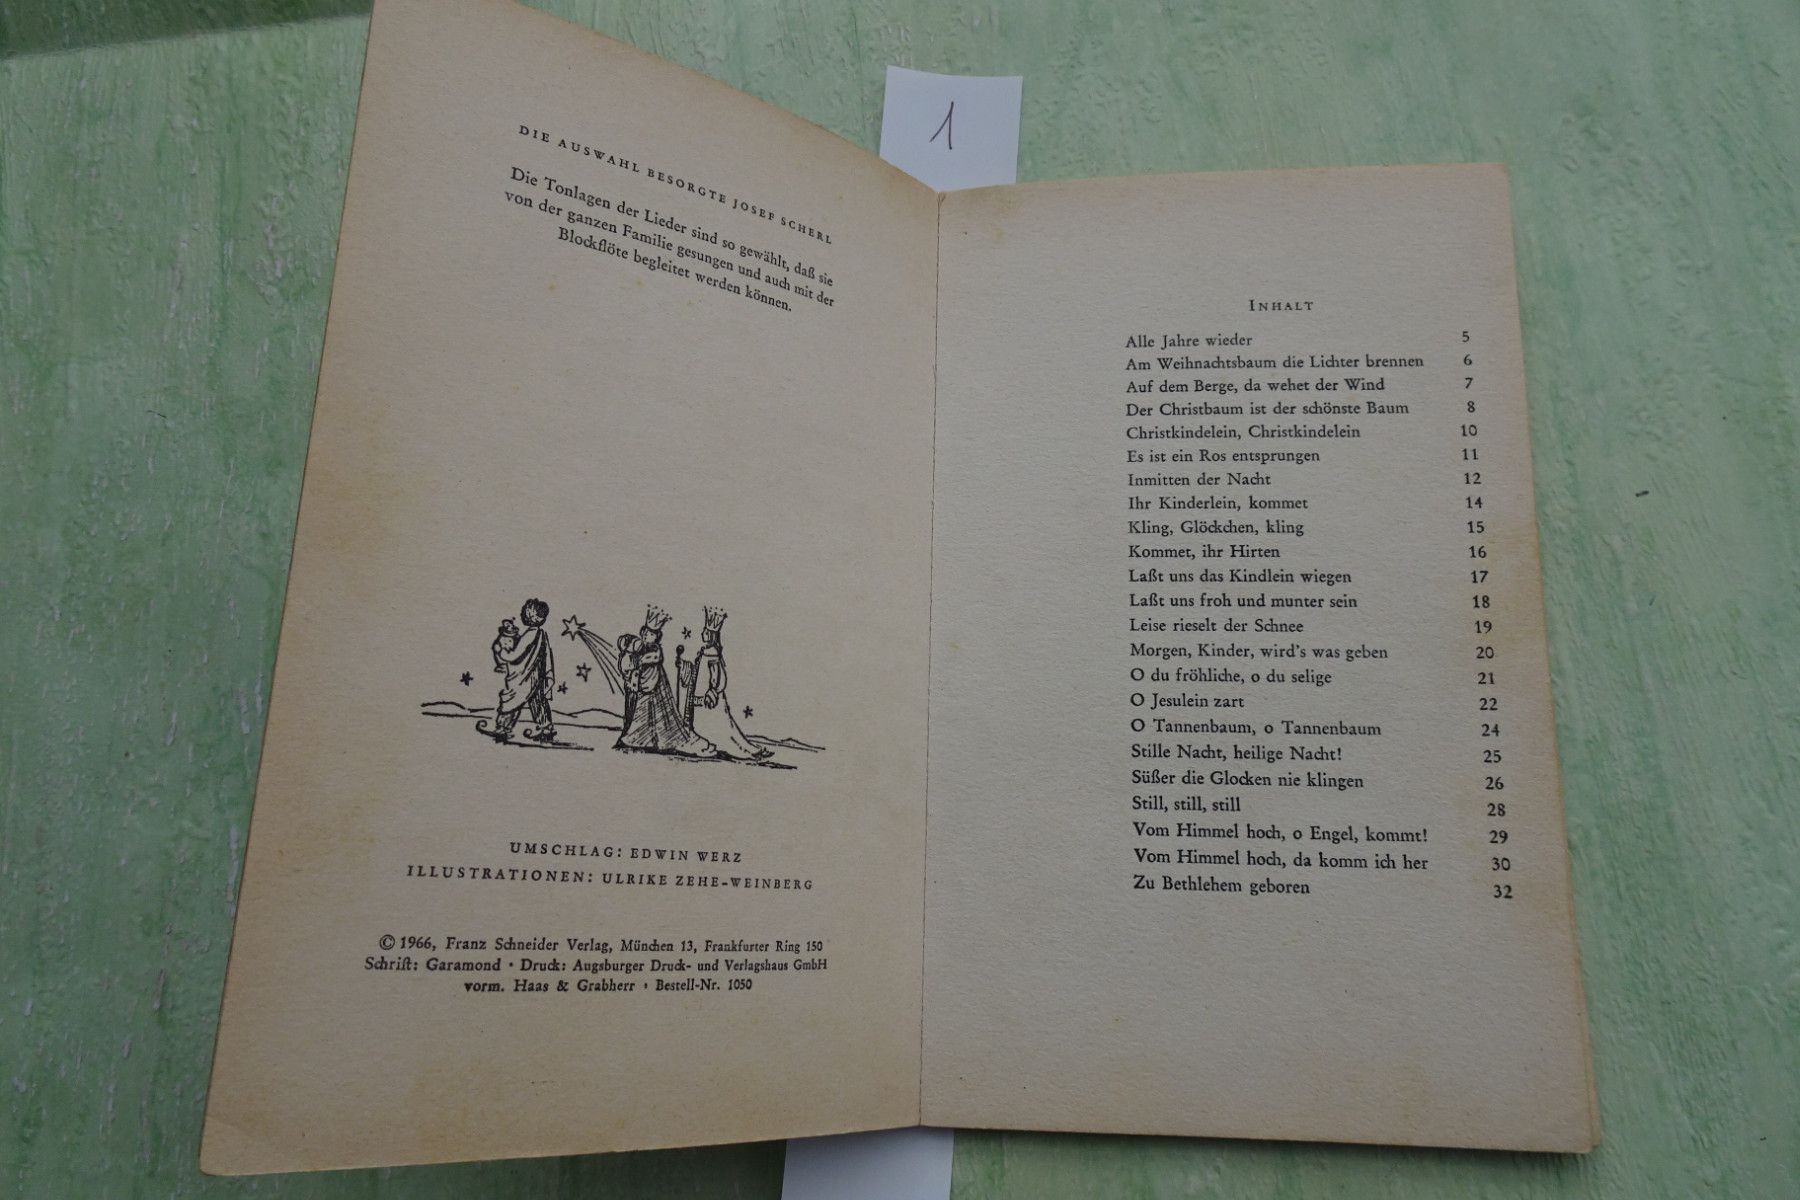 1
DIE AUSWAHL BESORGTE JOSEF SCHERL
Die Tonlagen der Lieder sind so gewählt, daß sie
von der ganzen Familie gesungen und auch mit der
Blockflöte begleitet werden können.
UMSCHLAG: EDWIN WERZ
ILLUSTRATIONEN: ULRIKE ZEHE-WEINBERG
© 1966, Franz Schneider Verlag, München 13, Frankfurter Ring 150
Schrift: Garamond • Druck: Augsburger Druck- und Verlagshaus GmbH
vorm. Haas & Grabherr • Bestell-Nr. 1050
INHALT
Alle Jahre wieder 5
Am Weihnachtsbaum die Lichter brennen 6
Auf dem Berge, da wehet der Wind 7
Der Christbaum ist der schönste Baum 8
Christkindelein, Christkindelein 10
Es ist ein Ros entsprungen 11
Inmitten der Nacht 12
Ihr Kinderlein, kommet 14
Kling, Glöckchen, kling 15
Kommet, ihr Hirten 16
Laßt uns das Kindlein wiegen 17
Laßt uns froh und munter sein 18
Leise rieselt der Schnee 19
Morgen, Kinder, wird's was geben 20
O du fröhliche, o du selige 21
O Jesulein zart 22
O Tannenbaum, o Tannenbaum 24
Stille Nacht, heilige Nacht! 25
Süßer die Glocken nie klingen 26
Still, still, still 28
Vom Himmel hoch, o Engel, kommt! 29
Vom Himmel hoch, da komm ich her 30
Zu Bethlehem geboren 32